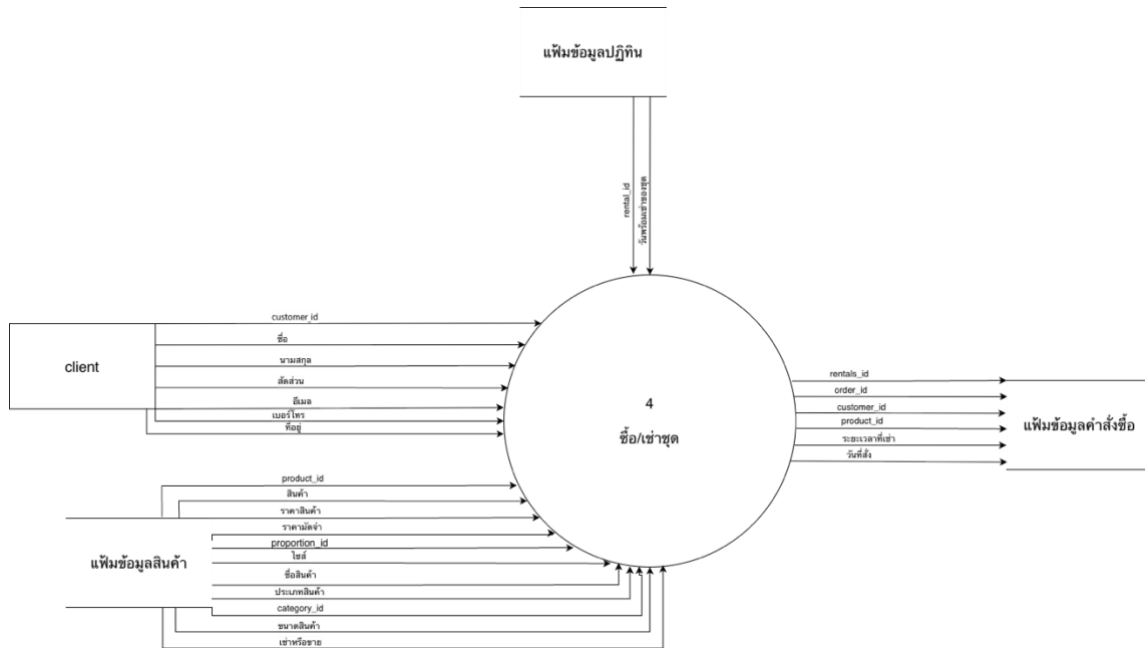 แฟ้มข้อมูลปฏิทิน
rental_id
วันพร้อมเช่าของชุด
client
customer_id
ชื่อ
นามสกุล
สัดส่วน
อีเมล
เบอร์โทร
ที่อยู่
4
ซื้อ/เช่าชุด
rentals_id
order_id
customer_id
product_id
ระยะเวลาที่เช่า
วันที่สั่ง
แฟ้มข้อมูลคำสั่งซื้อ
แฟ้มข้อมูลสินค้า
product_id
สินค้า
ราคาสินค้า
ราคามัดจำ
proportion_id
ไซส์
ชื่อสินค้า
ประเภทสินค้า
category_id
ขนาดสินค้า
เช่าหรือขาย